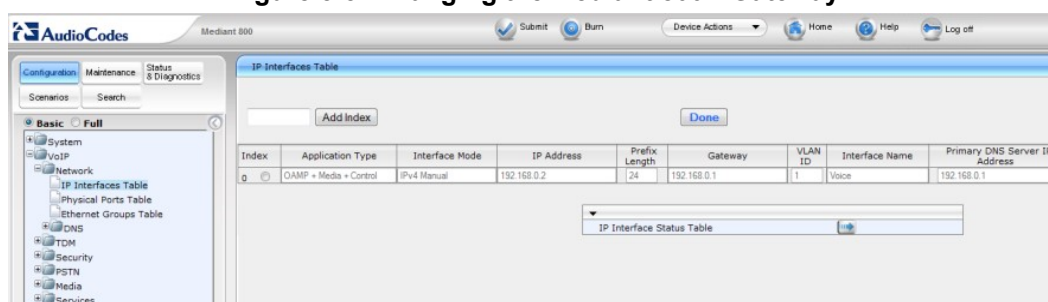 AudioCodes
Mediant 800
Submit
Burn
Device Actions
Home
Help
Log off
Configuration
Maintenance
Status
& Diagnostics
Scenarios
Search
Basic
Full
System
VoIP
Network
IP Interfaces Table
Physical Ports Table
Ethernet Groups Table
DNS
TDM
Security
PSTN
Media
Services
IP Interfaces Table
Add Index
Done
Index Application Type Interface Mode IP Address Prefix Length Gateway VLAN ID Interface Name Primary DNS Server IP Address
0 OAMP + Media + Control IPv4 Manual 192.168.0.2 24 192.168.0.1 1 Voice 192.168.0.1
IP Interface Status Table